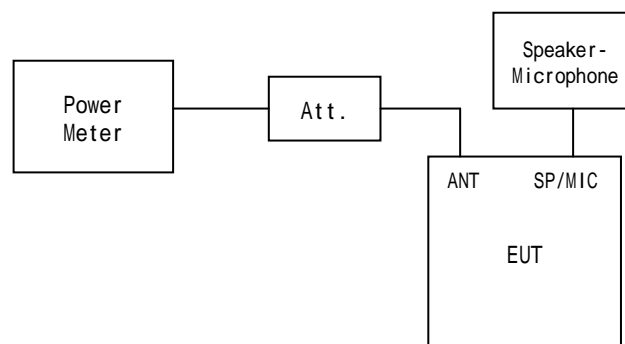 Speaker-
Microphone
Power
Meter
Att.
ANT SP/MIC
EUT